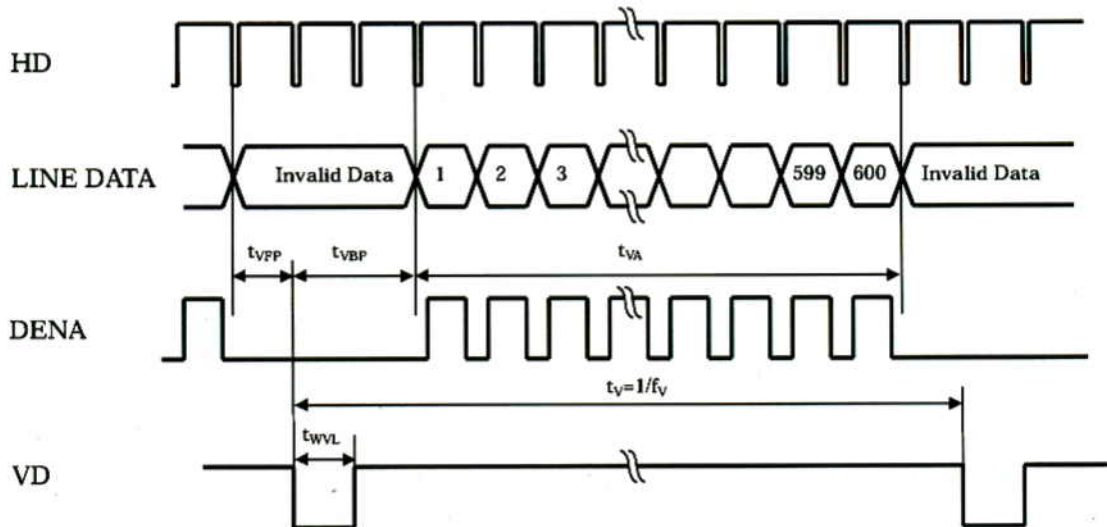 HD
LINE DATA
Invalid Data
1
2
3
599
600
Invalid Data
tVFP
tVBP
tVA
DENA
tV=1/fV
tWVL
VD